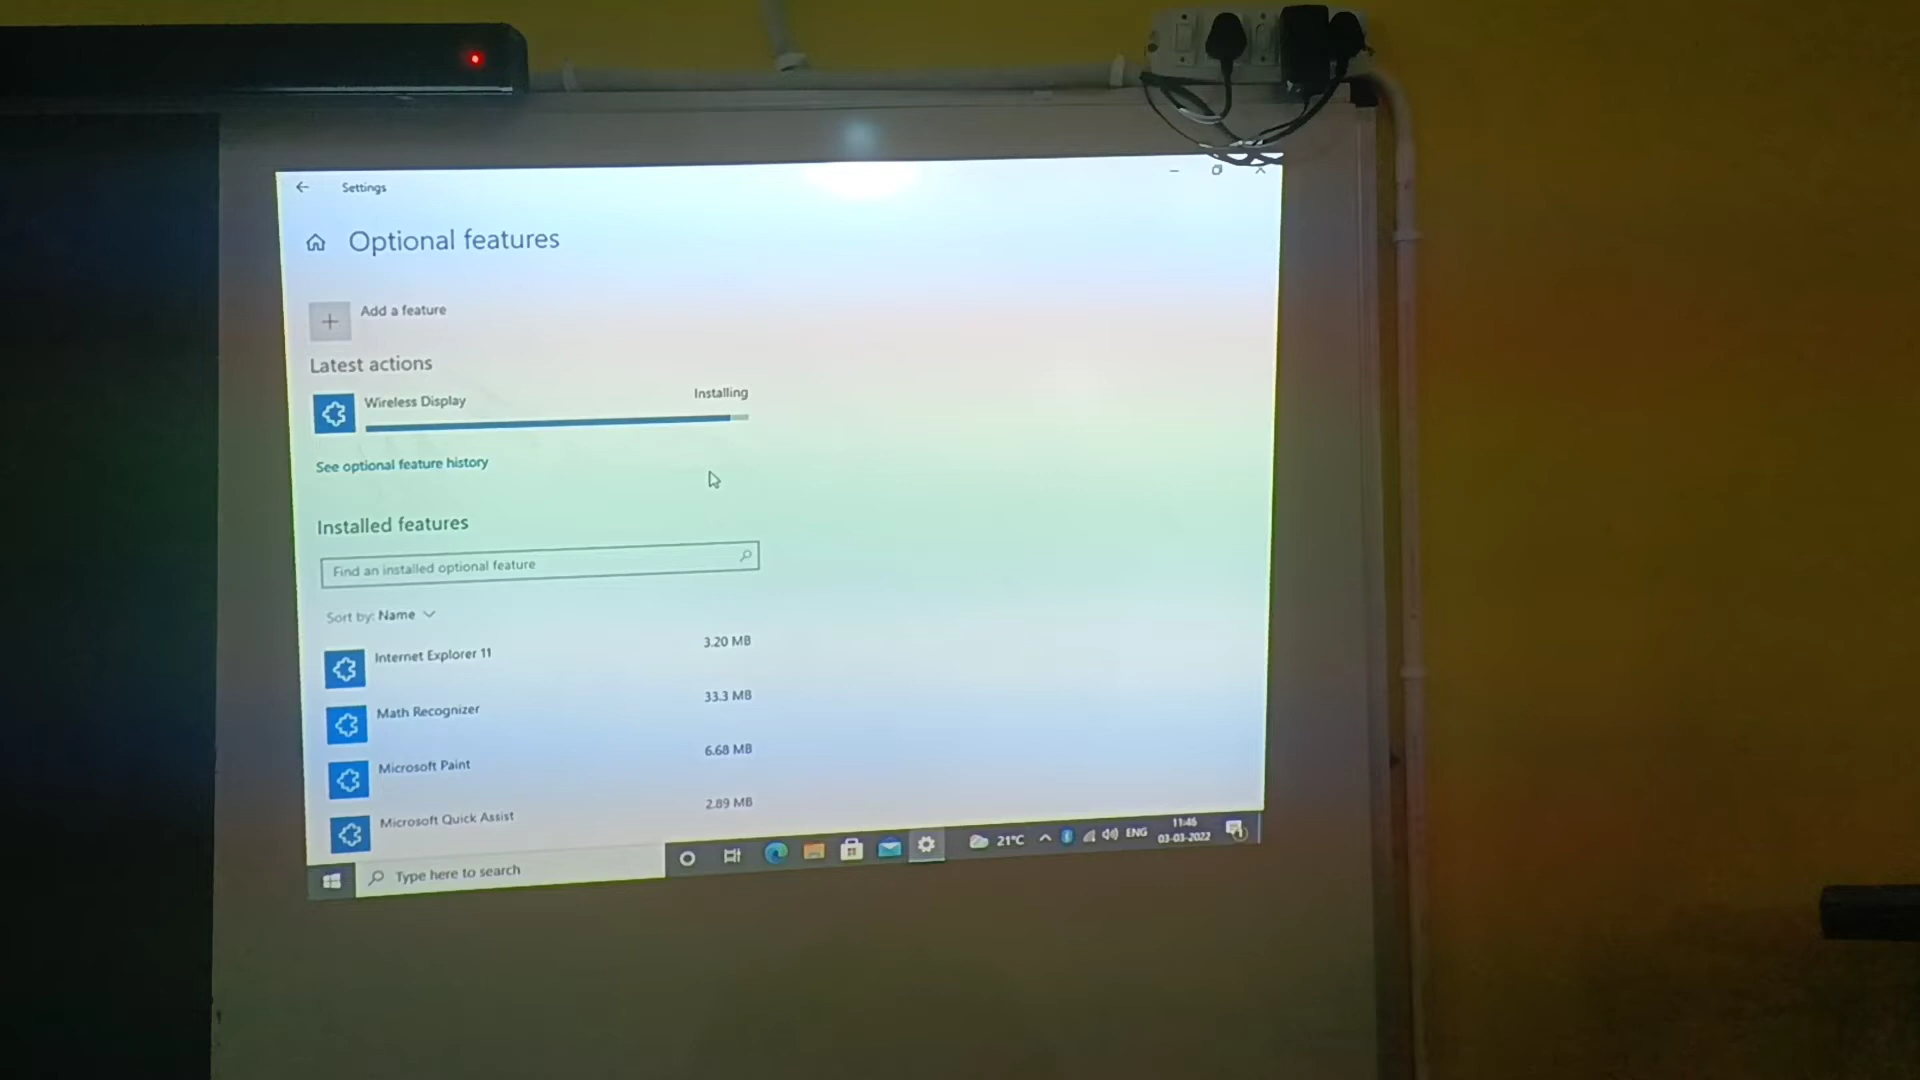 Settings
Optional features
Add a feature
Latest actions
Wireless Display
Installing
See optional feature history
Installed features
Find an installed optional feature
Sort by: Name
Internet Explorer 11
3.20 MB
Math Recognizer
33.3 MB
Microsoft Paint
6.68 MB
Microsoft Quick Assist
2.89 MB
Type here to search
21°C
ENG
11:46
03-03-2022
1